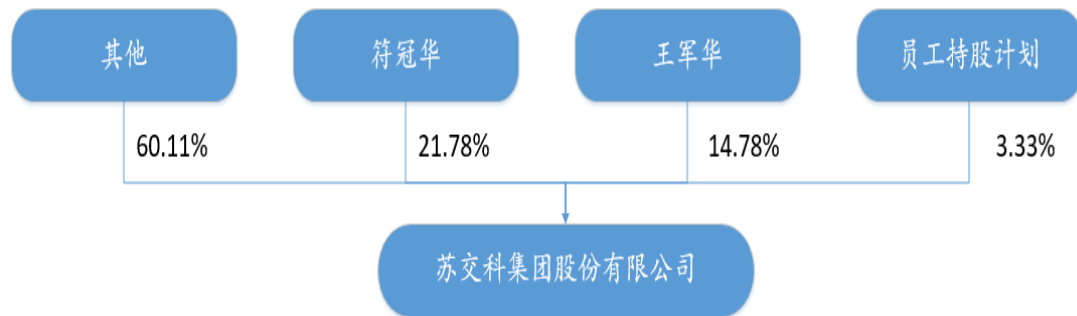 其他
符冠华
王军华
员工持股计划
60.11%
21.78%
14.78%
3.33%
苏交科集团股份有限公司